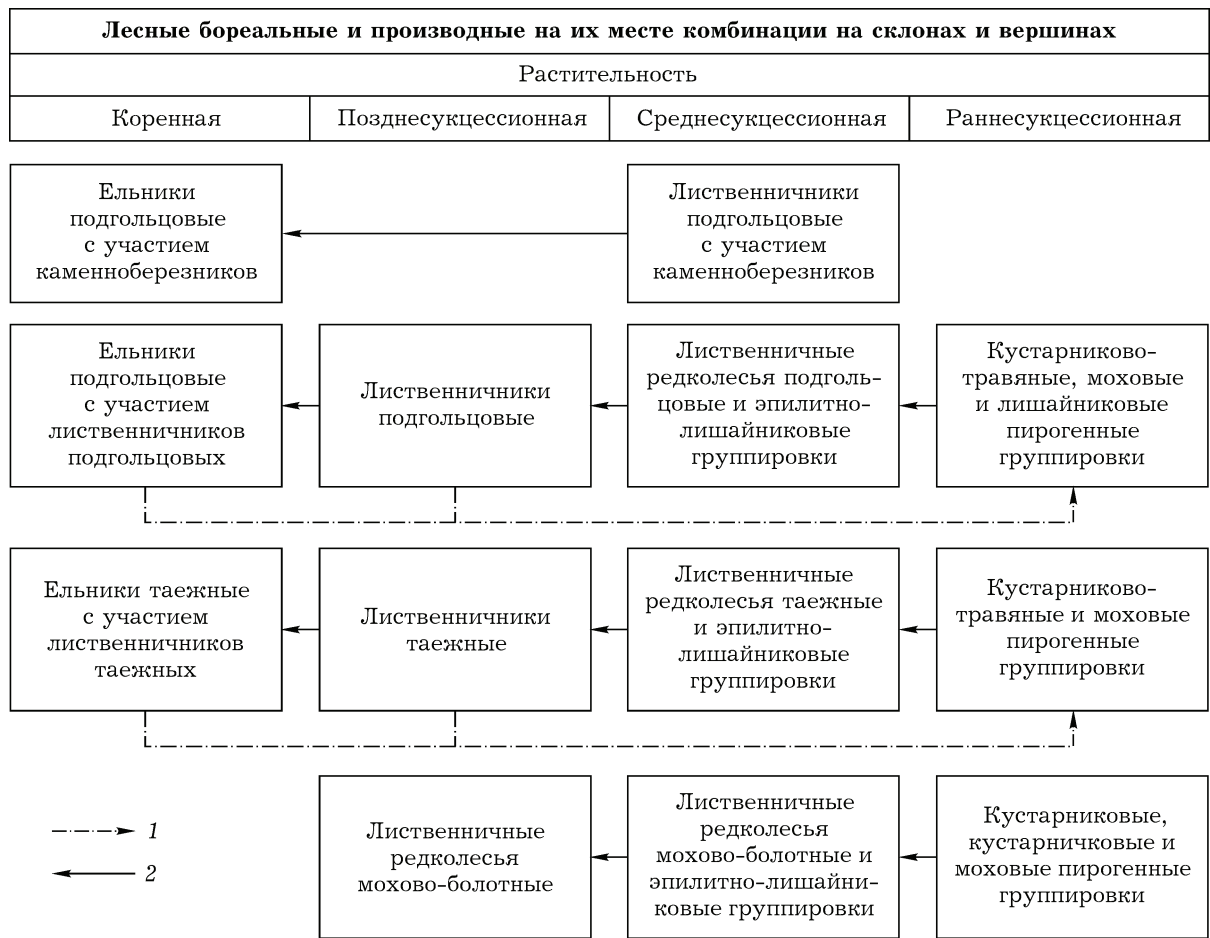 Лесные бореальные и производные на их месте комбинации на склонах и вершинах
Растительность
Коренная
Позднесукцессионная
Среднесукцессионная
Раннесукцессионная
Ельники
подгольцовые
с участием
каменноберезников
Лиственничники
подгольцовые
с участием
каменноберезников
Ельники
подгольцовые
с участием
лиственничников
подгольцовых
Лиственничники
подгольцовые
Лиственничные
редколесья подголь-
цовые и эпилитно-
лишайниковые
группировки
Кустарниково-
травяные, моховые
и лишайниковые
пирогенные
группировки
Ельники таежные
с участием
лиственничников
таежных
Лиственничники
таежные
Лиственничные
редколесья таежные
и эпилитно-
лишайниковые
группировки
Кустарниково-
травяные и моховые
пирогенные
группировки
Лиственничные
редколесья
мохово-болотные
Лиственничные
редколесья
мохово-болотные и
эпилитно-лишайни-
ковые группировки
Кустарниковые,
кустарничковые и
моховые пирогенные
группировки
1
2